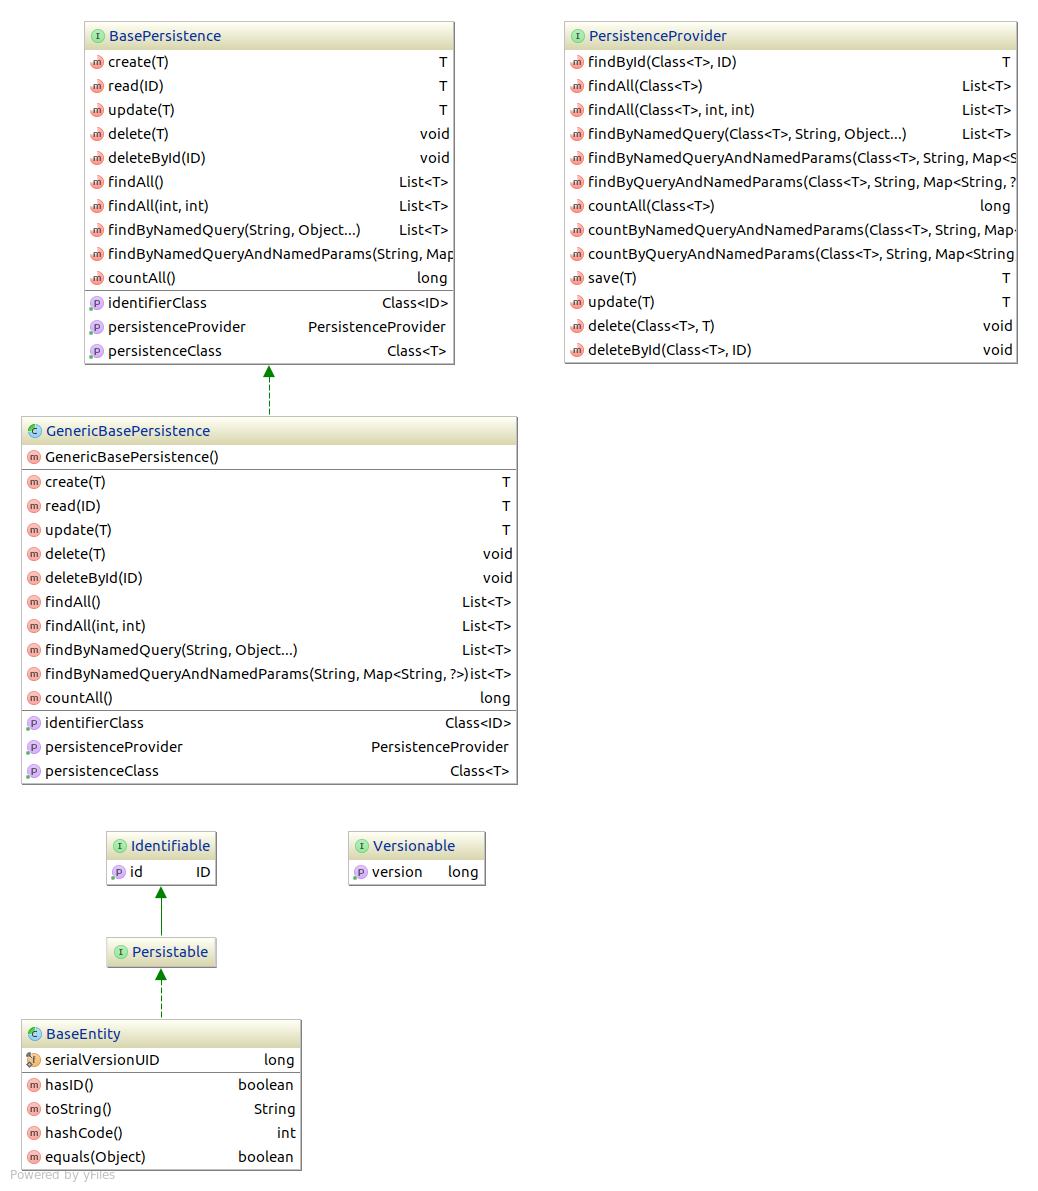 BasePersistence
create(T) T
read(ID) T
update(T) T
delete(T) void
deleteById(ID) void
findAll() List<T>
findAll(int, int) List<T>
findByNamedQuery(String, Object...) List<T>
findByNamedQueryAndNamedParams(String, Map
countAll() long
identifierClass Class<ID>
persistenceProvider PersistenceProvider
persistenceClass Class<T>
PersistenceProvider
findById(Class<T>, ID) T
findAll(Class<T>) List<T>
findAll(Class<T>, int, int) List<T>
findByNamedQuery(Class<T>, String, Object...) List<T>
findByNamedQueryAndNamedParams(Class<T>, String, Map<S
findByQueryAndNamedParams(Class<T>, String, Map<String, ?
countAll(Class<T>) long
countByNamedQueryAndNamedParams(Class<T>, String, Map
countByQueryAndNamedParams(Class<T>, String, Map<String
save(T) T
update(T) T
delete(Class<T>, T) void
deleteById(Class<T>, ID) void
GenericBasePersistence
GenericBasePersistence()
create(T) T
read(ID) T
update(T) T
delete(T) void
deleteById(ID) void
findAll() List<T>
findAll(int, int) List<T>
findByNamedQuery(String, Object...) List<T>
findByNamedQueryAndNamedParams(String, Map<String, ?>)ist<T>
countAll() long
identifierClass Class<ID>
persistenceProvider PersistenceProvider
persistenceClass Class<T>
Identifiable
id ID
Versionable
version long
Persistable
BaseEntity
serialVersionUID long
hasID() boolean
toString() String
hashCode() int
equals(Object) boolean
Powered by yFiles